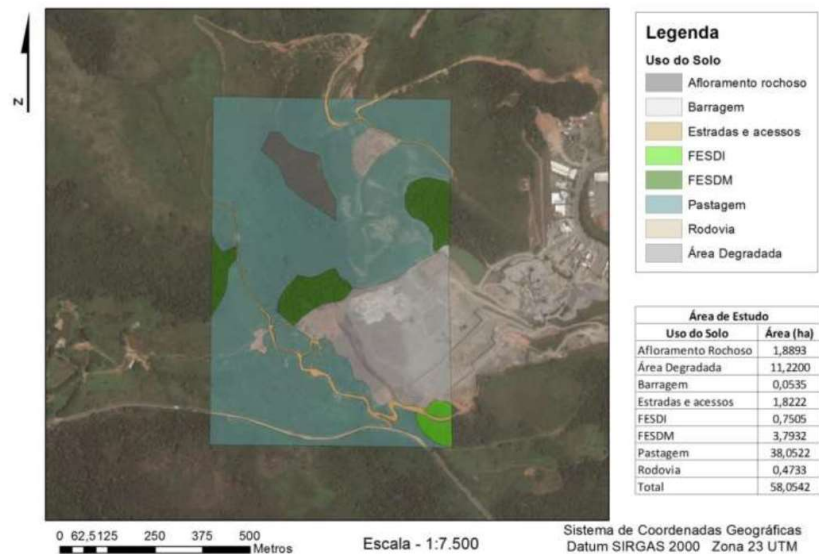 N
Legenda
Uso do Solo
Afloramento rochoso
Barragem
Estradas e acessos
FESDI
FESDM
Pastagem
Rodovia
Área Degradada
Área de Estudo
Uso do Solo Área (ha)
Afloramento Rochoso 1,8893
Área Degradada 11,2200
Barragem 0,0535
Estradas e acessos 1,8222
FESDI 0,7505
FESDM 3,7932
Pastagem 38,0522
Rodovia 0,4733
Total 58,0542
0 62,5 125 250 375 500
Metros
Escala - 1:7.500
Sistema de Coordenadas Geográficas
Datum SIRGAS 2000 Zona 23 UTM